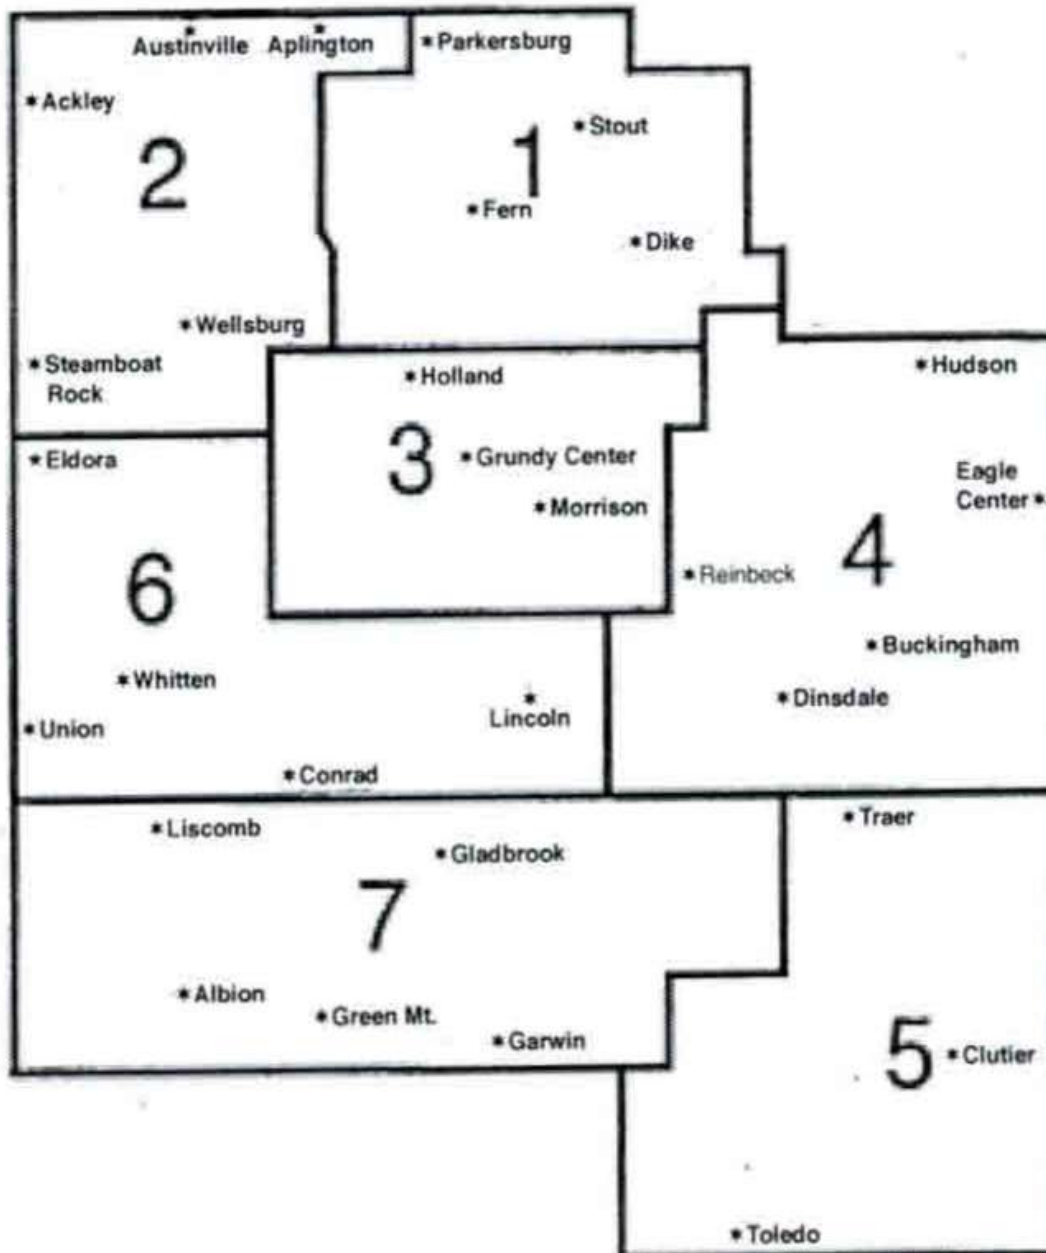 * Austinville
* Aplington
* Parkersburg
* Ackley
* Stout
2
1
* Fern
* Dike
* Wellsburg
* Steamboat
Rock
* Holland
* Hudson
3
* Grundy Center
* Eldora
Eagle
Center *
* Morrison
4
6
* Reinbeck
* Buckingham
* Whitten
* Dinsdale
* Lincoln
* Union
* Conrad
* Traer
* Liscomb
* Gladbrook
7
* Albion
* Green Mt.
* Garwin
5
* Clutier
* Toledo